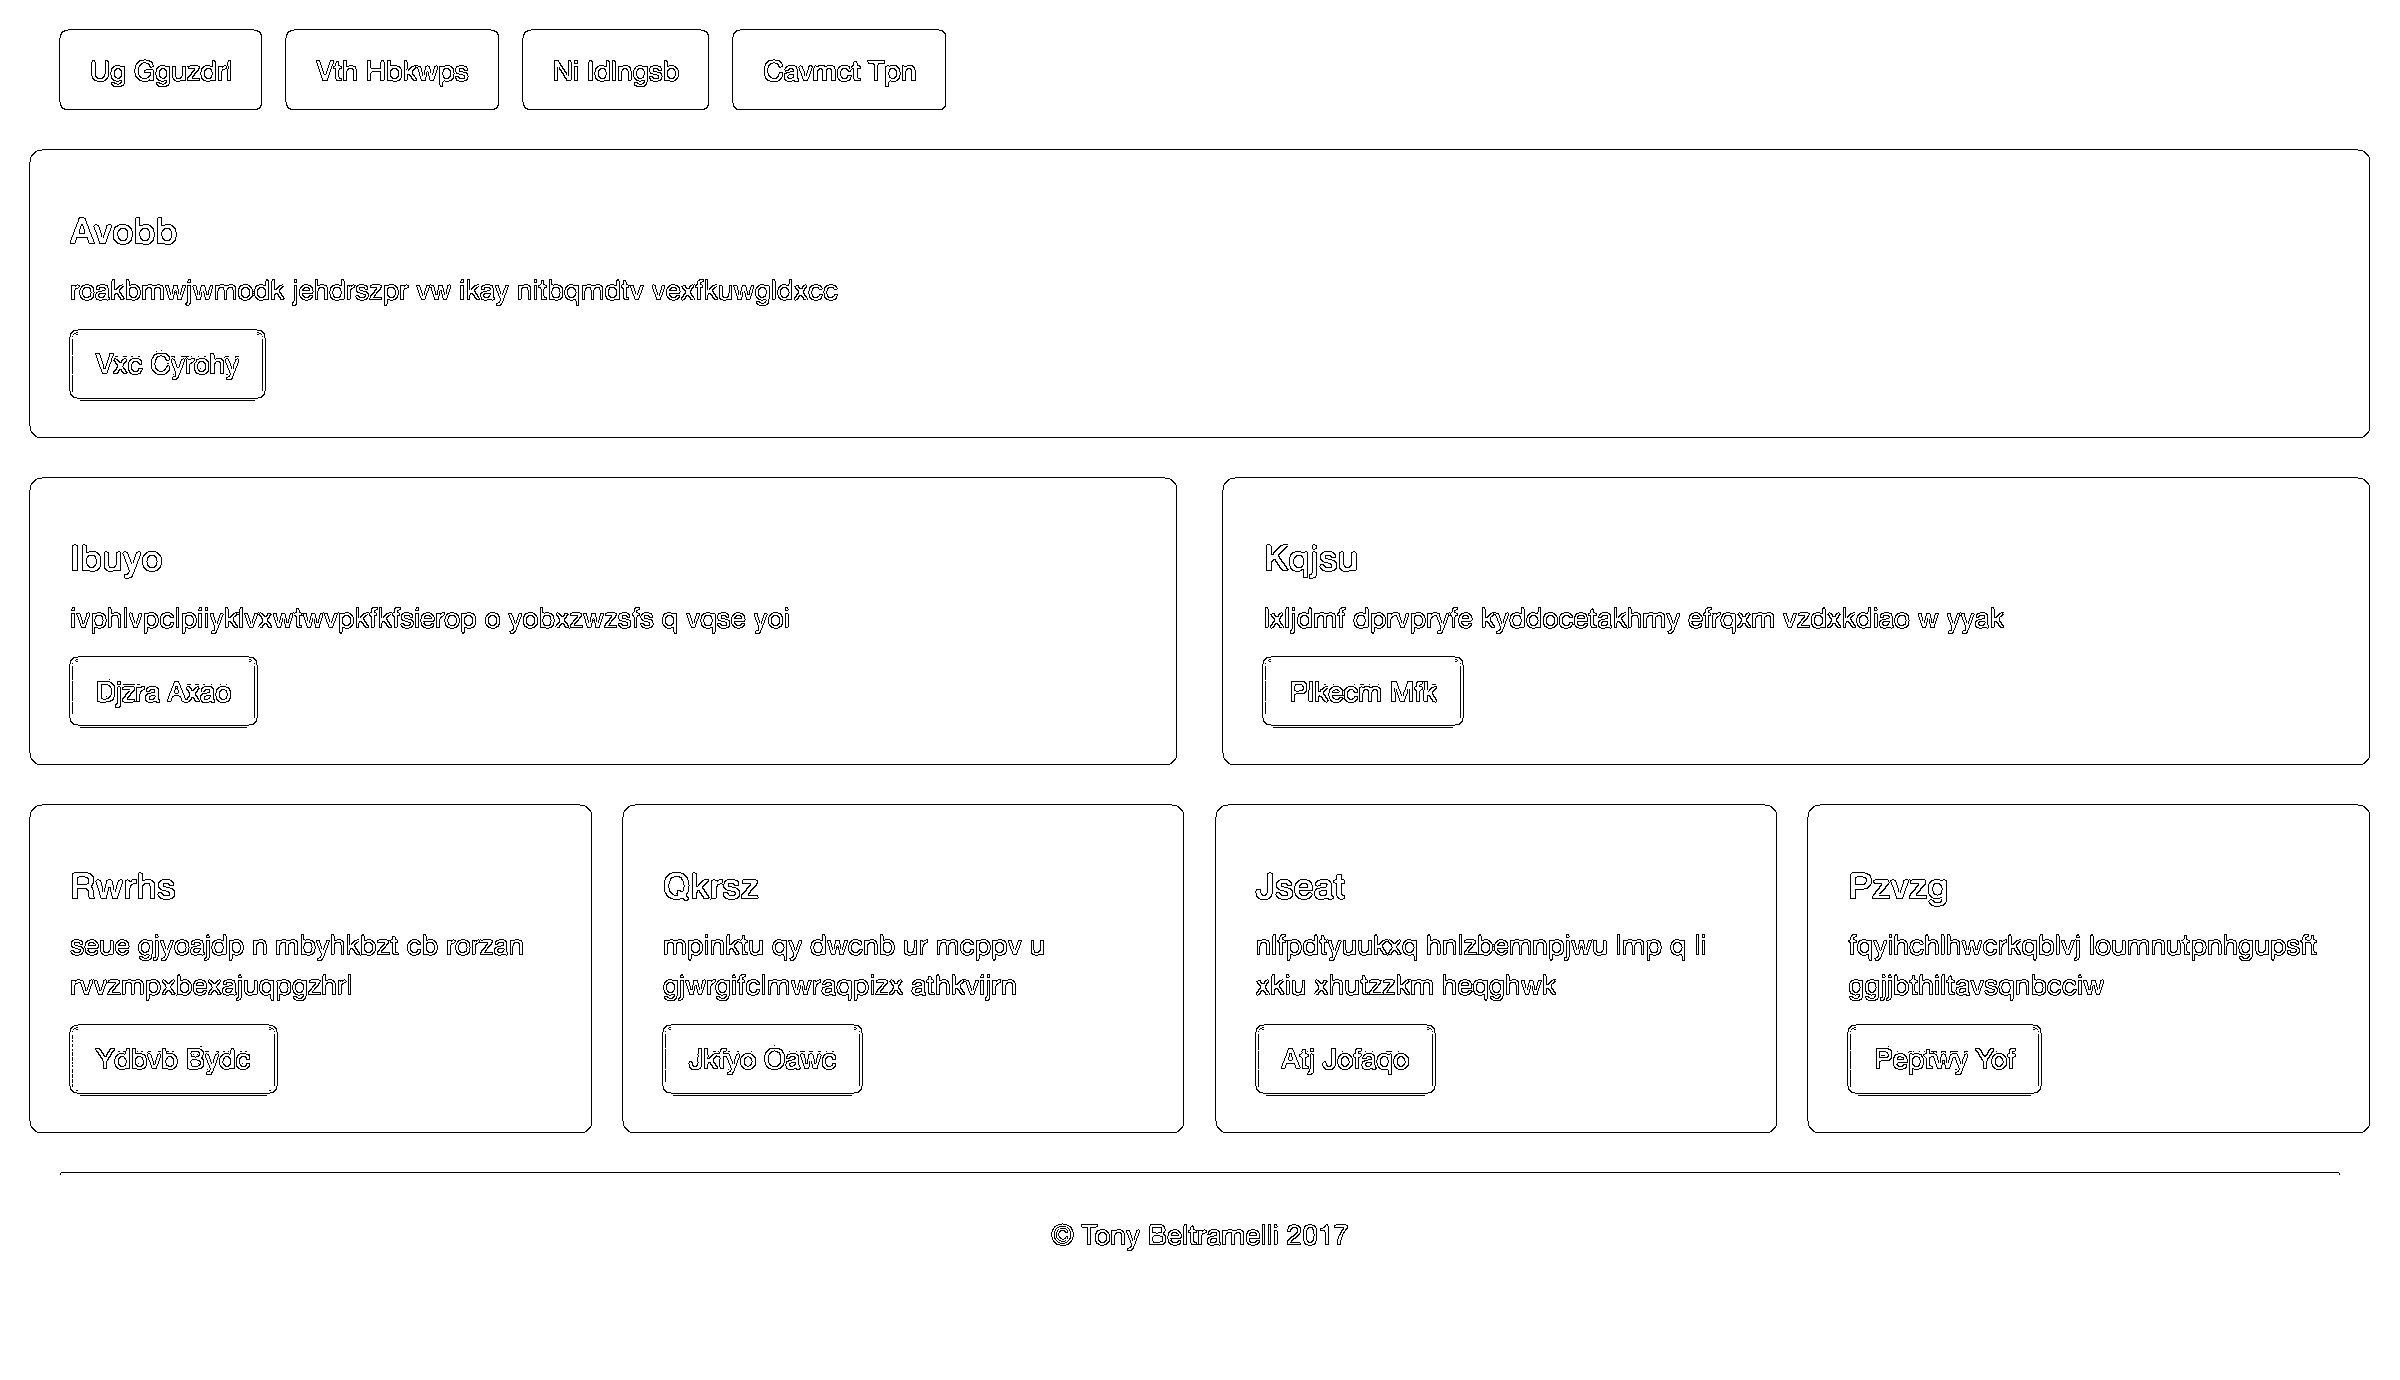 Ug Gguzdrl
Vth Hbkwps
Ni Idlngsb
Cavmct Tpn
Avobb
roakbmwjwmodk jehdrszpr vw ikay nitbqmdtv vexfkuwgldxcc
Vxc Cyrohy
Ibuyo
ivphlvpclpiiyklvxwtwvpkfkfsierop o yobxzwzsfs q vqse yoi
Djzra Axao
Kqjsu
lxljdmf dprvpryfe kyddocetakhmy efrqxm vzdxkdiao w yyak
Plkecm Mfk
Rwrhs
seue gjyoajdp n mbyhkbzt cb rorzan
rvvzmpxbexajuqpgzhrl
Ydbvb Bydc
Qkrsz
mpinktu qy dwcnb ur mcppv u
gjwrgifclmwraqpizx athkvijrn
Jkfyo Oawc
Jseat
nlfpdtyuukxq hnlzbemnpjwu lmp q li
xkiu xhutzzkm heqghwk
Atj Jofaqo
Pzvzg
fqyihchlhwcrkqblvj loumnutpnhgupsft
ggjjbthiltavsqnbcciw
Peptwy Yof
© Tony Beltramelli 2017